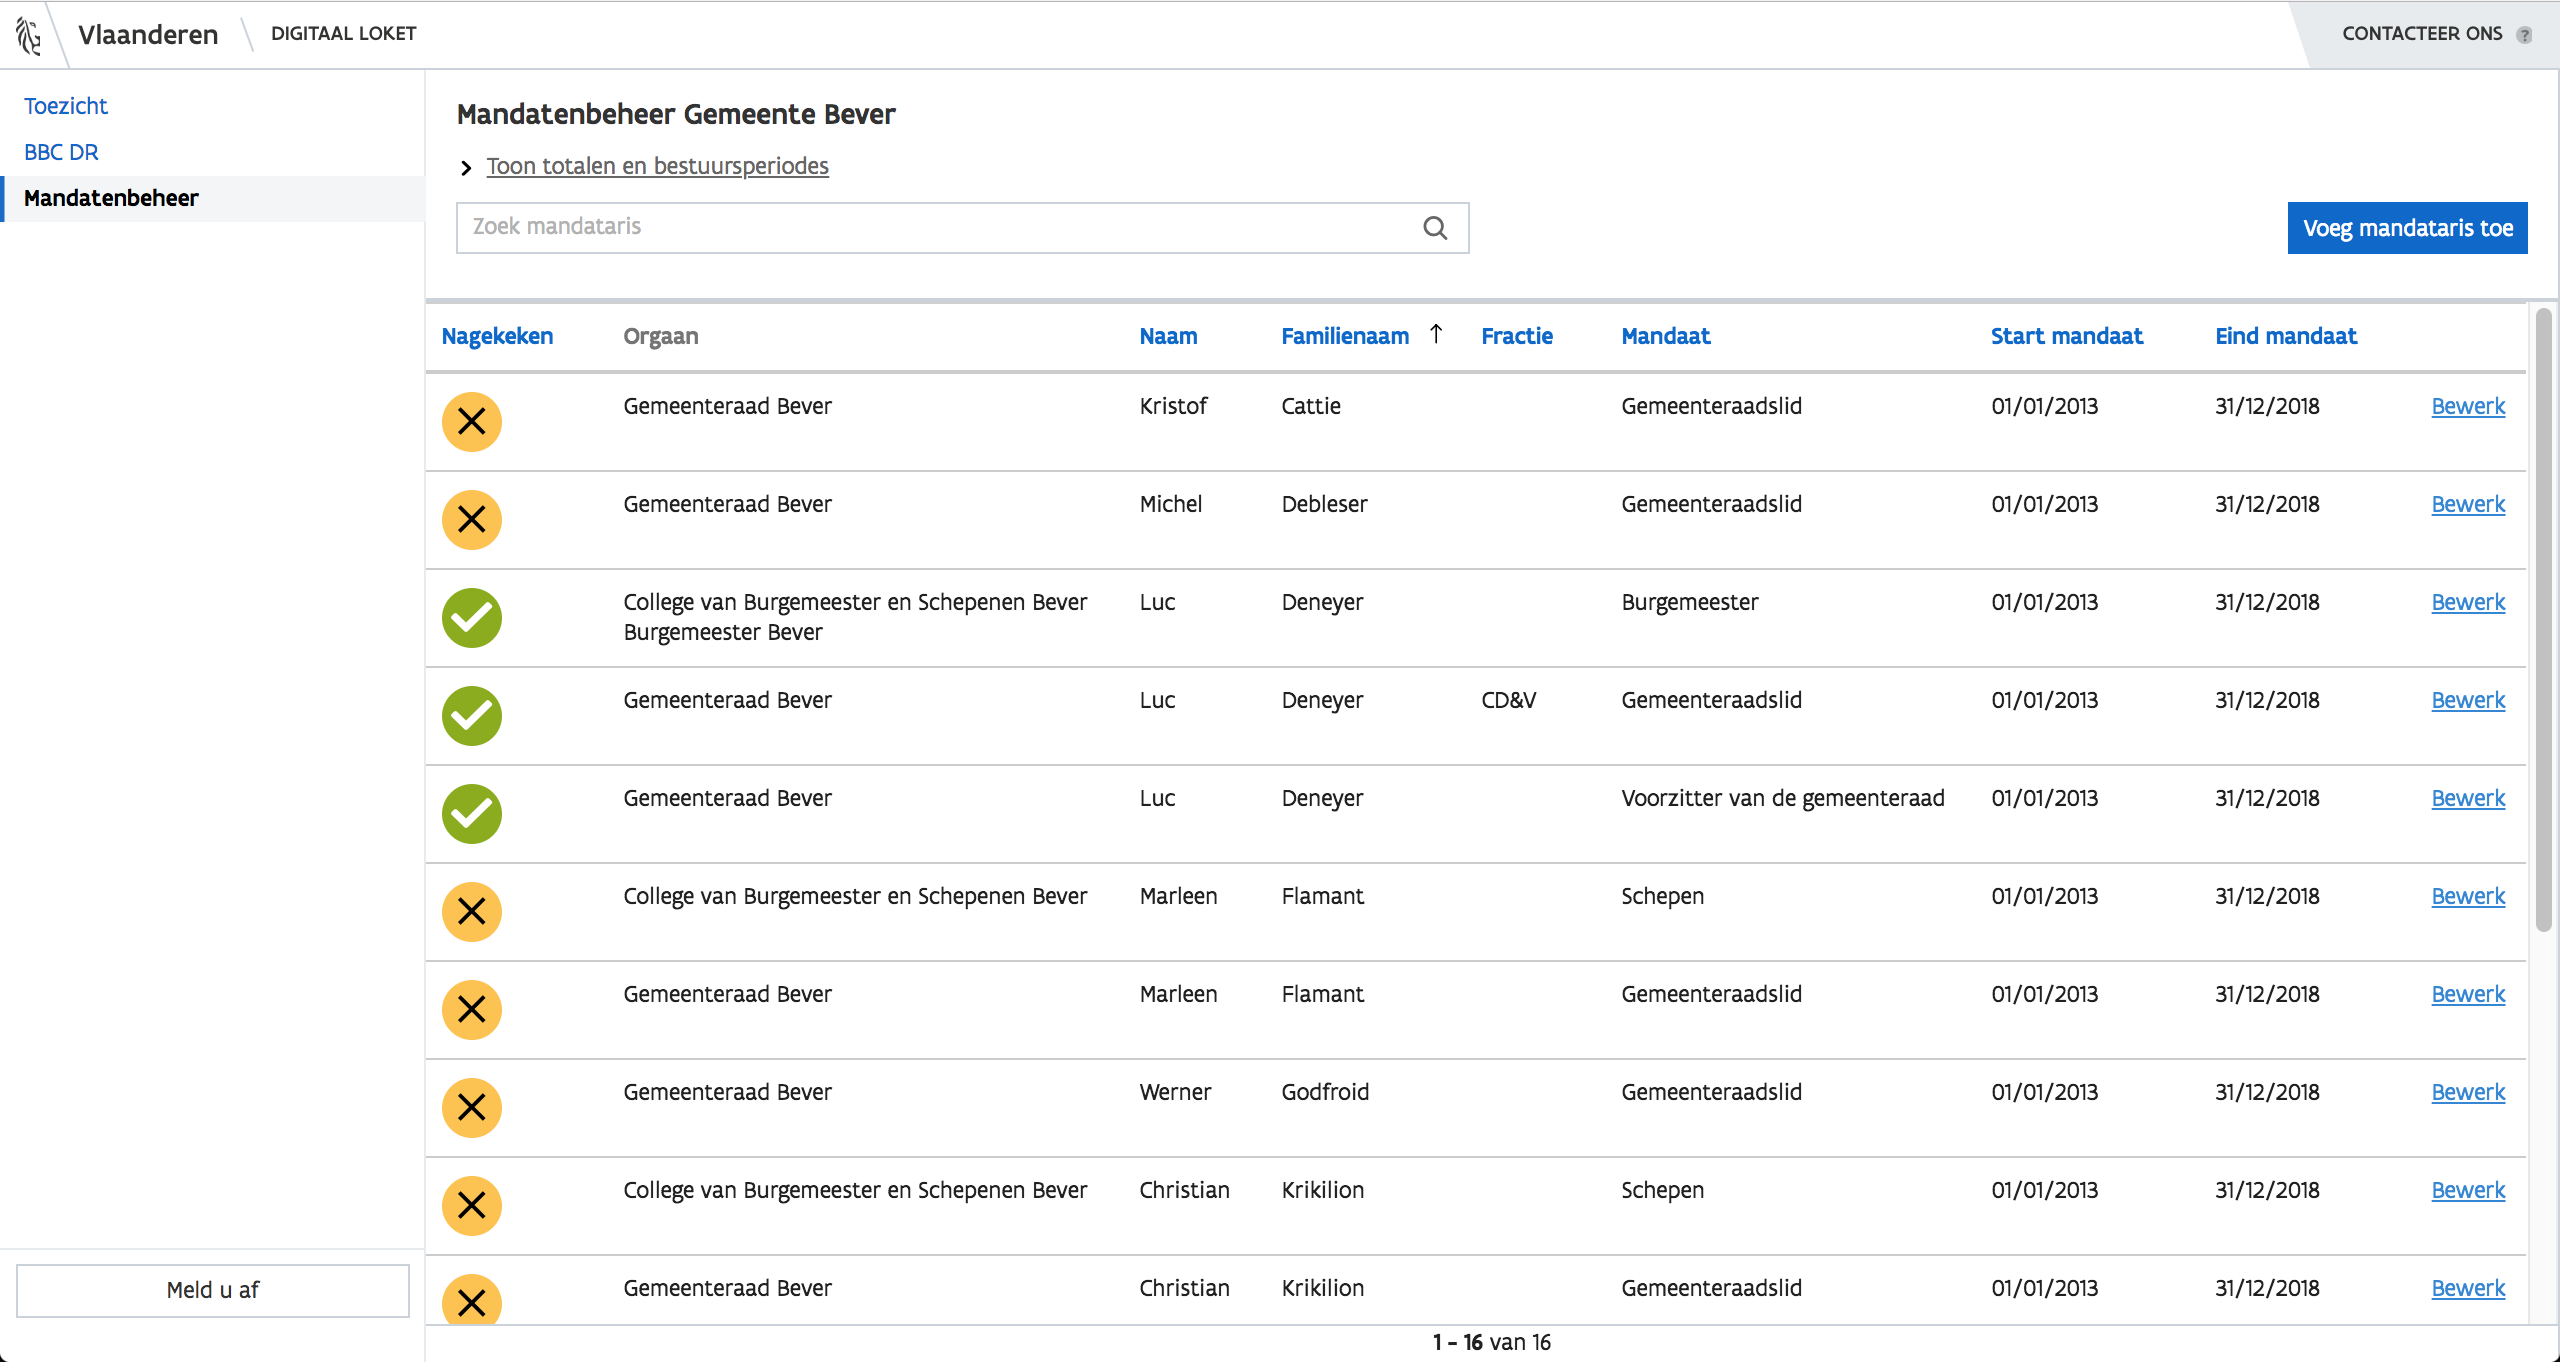 Vlaanderen DIGITAAL LOKET CONTACTEER ONS ?
Toezicht
BBC DR
Mandatenbeheer
Mandatenbeheer Gemeente Bever
Toon totalen en bestuursperiodes
Zoek mandataris
Voeg mandataris toe
Nagekeken Orgaan Naam Familienaam ↑ Fractie Mandaat Start mandaat Eind mandaat
Gemeenteraad Bever Kristof Cattie Gemeenteraadslid 01/01/2013 31/12/2018 Bewerk
Gemeenteraad Bever Michel Debleser Gemeenteraadslid 01/01/2013 31/12/2018 Bewerk
College van Burgemeester en Schepenen Bever Luc Deneyer Burgemeester 01/01/2013 31/12/2018 Bewerk
Burgemeester Bever
Gemeenteraad Bever Luc Deneyer CD&V Gemeenteraadslid 01/01/2013 31/12/2018 Bewerk
Gemeenteraad Bever Luc Deneyer Voorzitter van de gemeenteraad 01/01/2013 31/12/2018 Bewerk
College van Burgemeester en Schepenen Bever Marleen Flamant Schepen 01/01/2013 31/12/2018 Bewerk
Gemeenteraad Bever Marleen Flamant Gemeenteraadslid 01/01/2013 31/12/2018 Bewerk
Gemeenteraad Bever Werner Godfroid Gemeenteraadslid 01/01/2013 31/12/2018 Bewerk
College van Burgemeester en Schepenen Bever Christian Krikilion Schepen 01/01/2013 31/12/2018 Bewerk
Gemeenteraad Bever Christian Krikilion Gemeenteraadslid 01/01/2013 31/12/2018 Bewerk
Meld u af
1 - 16 van 16